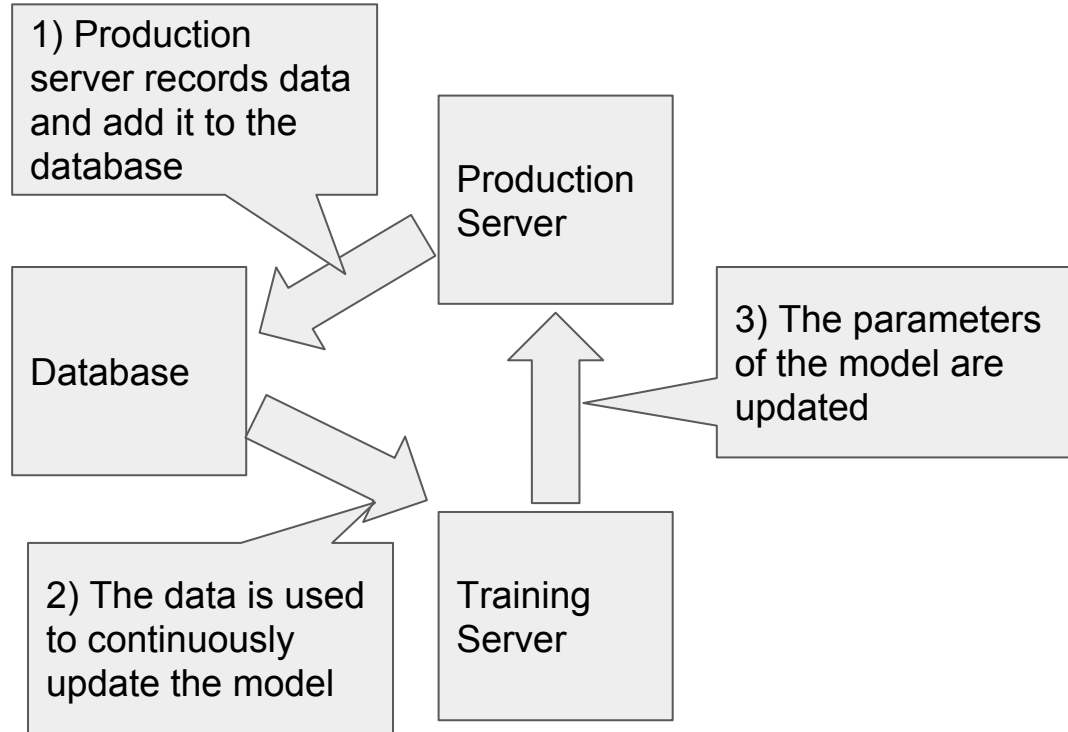 1) Production
server records data
and add it to the
database
Production
Server
Database
3) The parameters
of the model are
updated
2) The data is used
to continuously
update the model
Training
Server